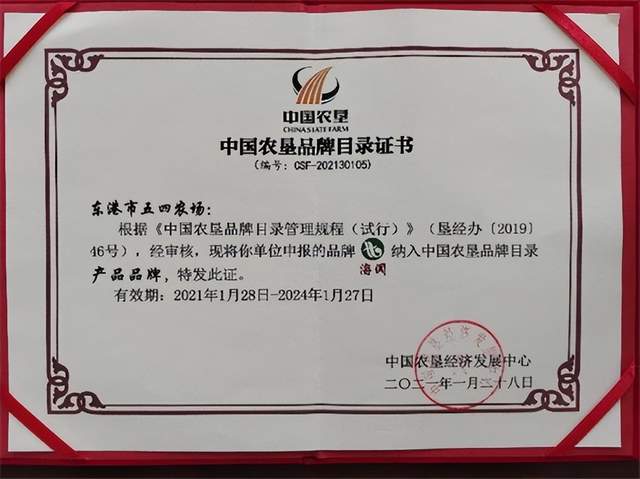 中国农垦
CHINA STATE FARM
中国农垦品牌目录证书
(编号：CSF-202130105)
东港市五四农场：
根据《中国农垦品牌目录管理规程（试行）》（垦经办〔2019〕
46号），经审核，现将你单位申报的品牌 纳入中国农垦品牌目录
产品品牌，特发此证。
有效期：2021年1月28日-2024年1月27日
中国农垦经济发展中心
二〇二一年一月二十八日